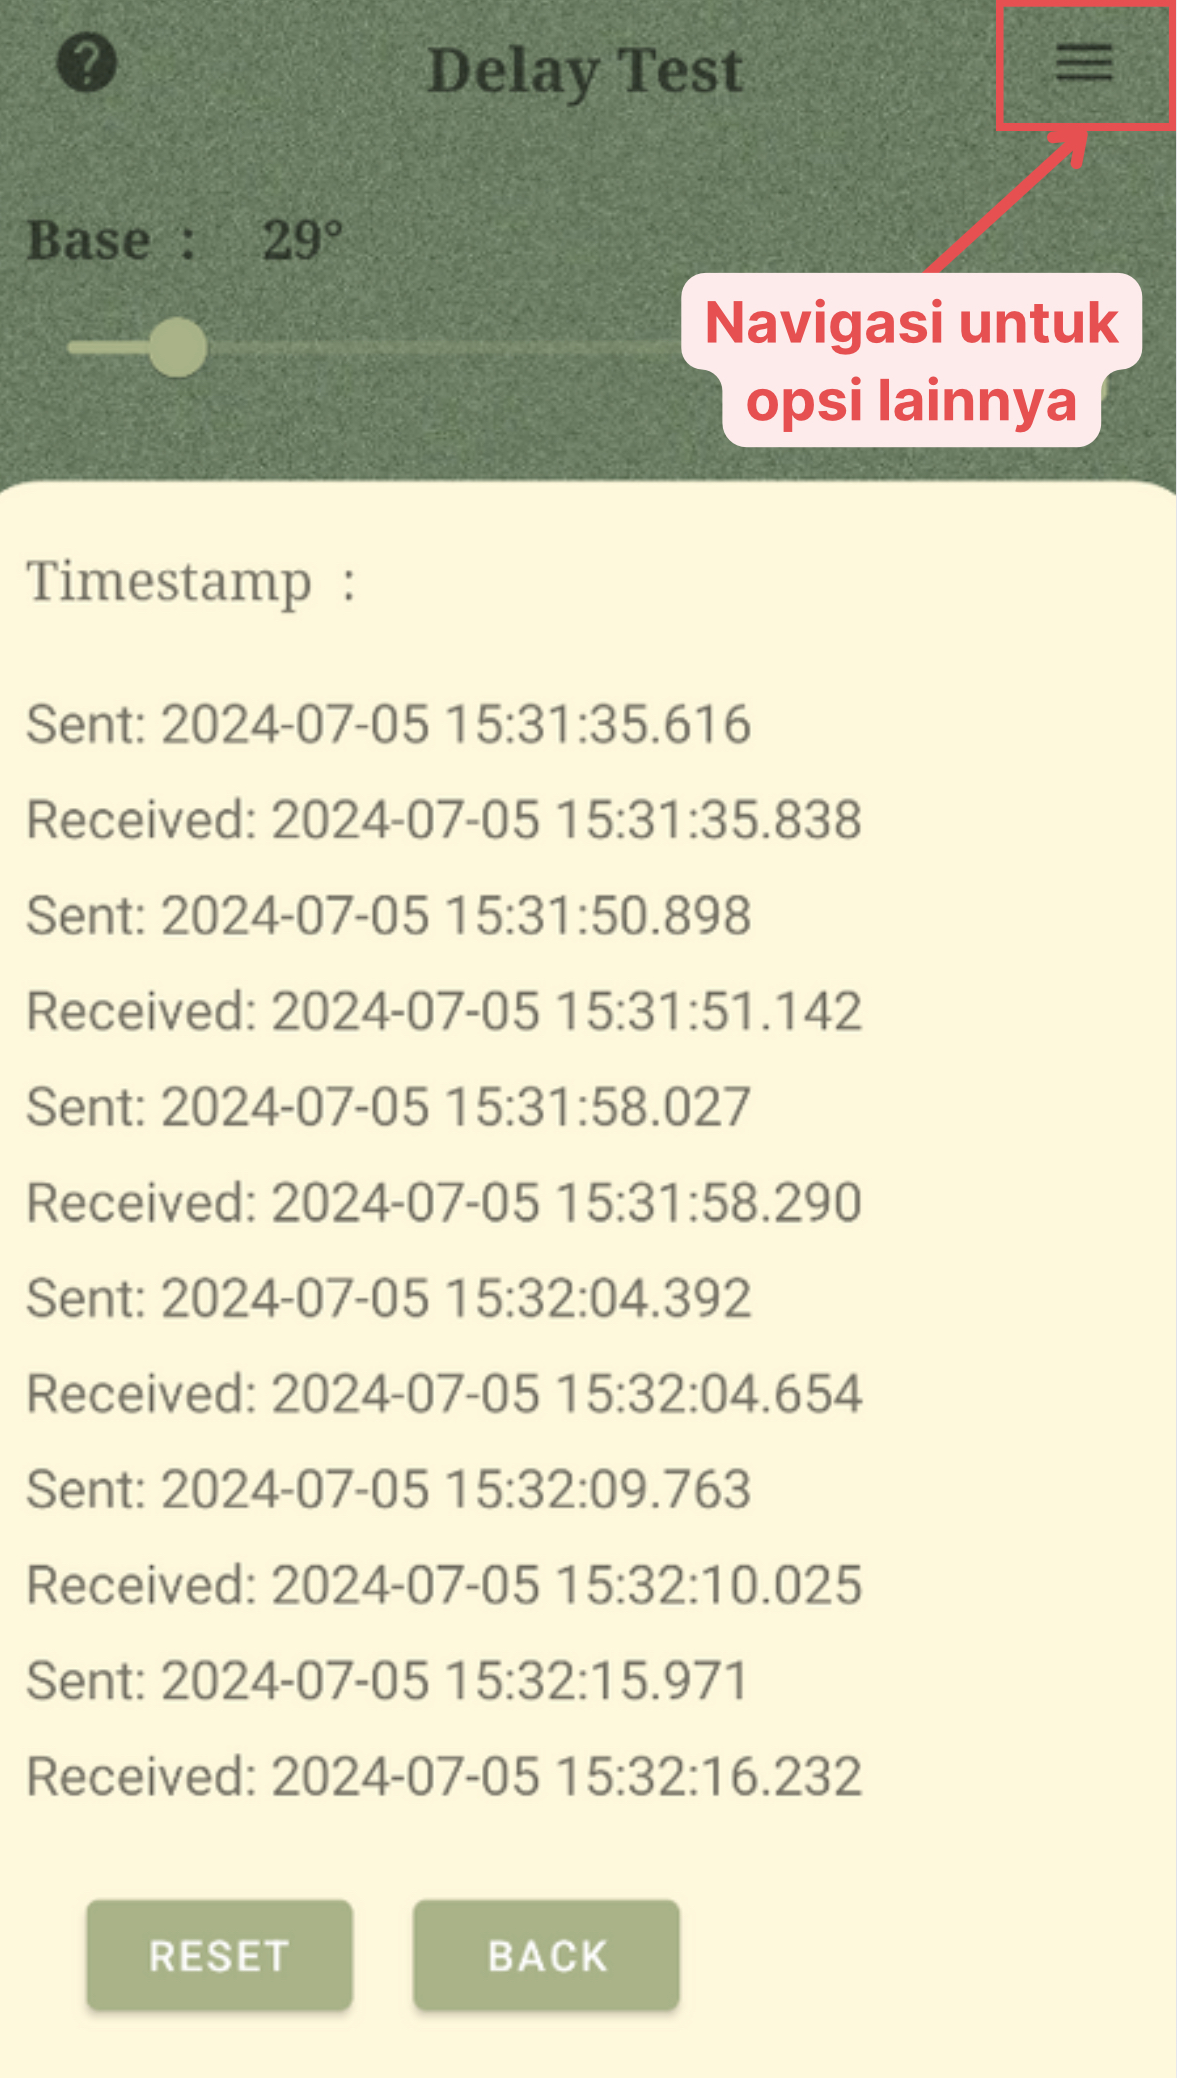 Delay Test
Base : 29°
Navigasi untuk
opsi lainnya
Timestamp :
Sent: 2024-07-05 15:31:35.616
Received: 2024-07-05 15:31:35.838
Sent: 2024-07-05 15:31:50.898
Received: 2024-07-05 15:31:51.142
Sent: 2024-07-05 15:31:58.027
Received: 2024-07-05 15:31:58.290
Sent: 2024-07-05 15:32:04.392
Received: 2024-07-05 15:32:04.654
Sent: 2024-07-05 15:32:09.763
Received: 2024-07-05 15:32:10.025
Sent: 2024-07-05 15:32:15.971
Received: 2024-07-05 15:32:16.232
RESET
BACK